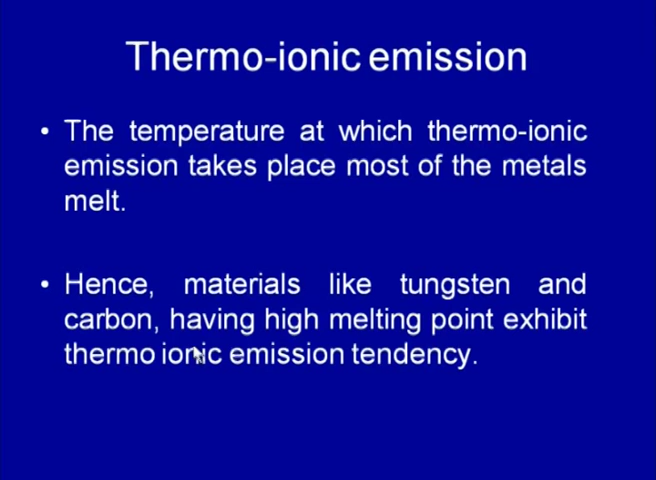 Thermo-ionic emission
• The temperature at which thermo-ionic
emission takes place most of the metals
melt.
• Hence, materials like tungsten and
carbon, having high melting point exhibit
thermo ionic emission tendency.